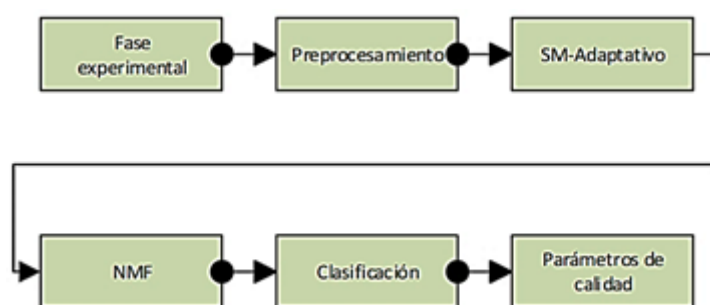 Fase
experimental
Preprocesamiento
SM-Adaptativo
NMF
Clasificación
Parámetros de
calidad